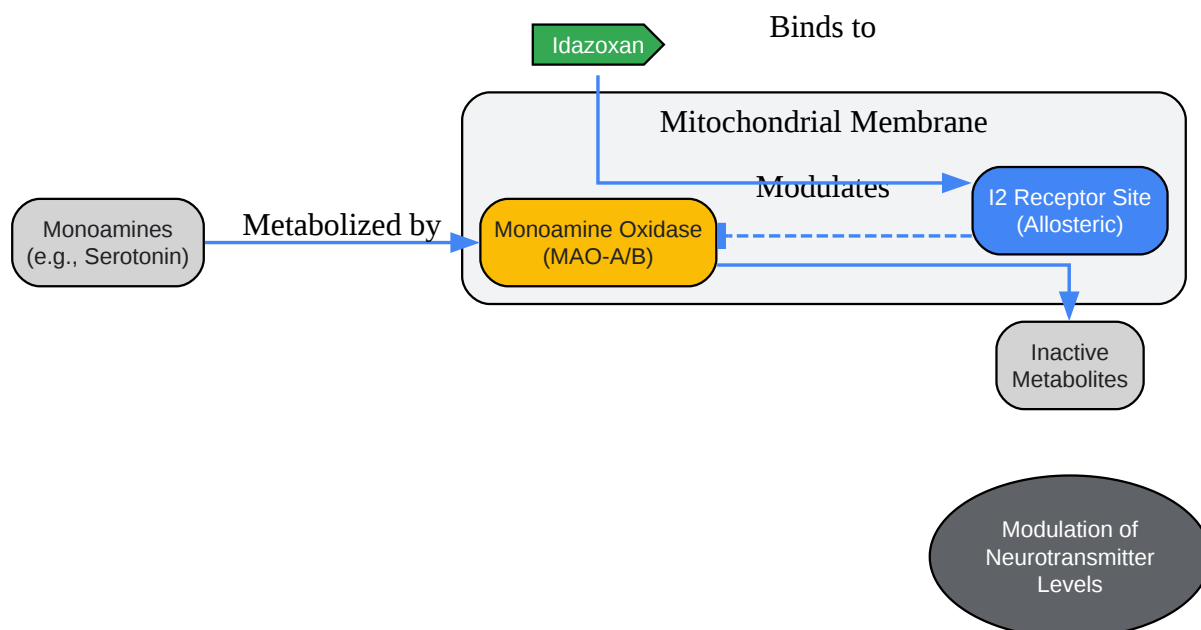 Binds to
Idazoxan
Mitochondrial Membrane
Modulates
I2 Receptor Site
(Allosteric)
Monoamines
(e.g., Serotonin)
Metabolized by
Monoamine Oxidase
(MAO-A/B)
Inactive
Metabolites
Modulation of
Neurotransmitter
Levels